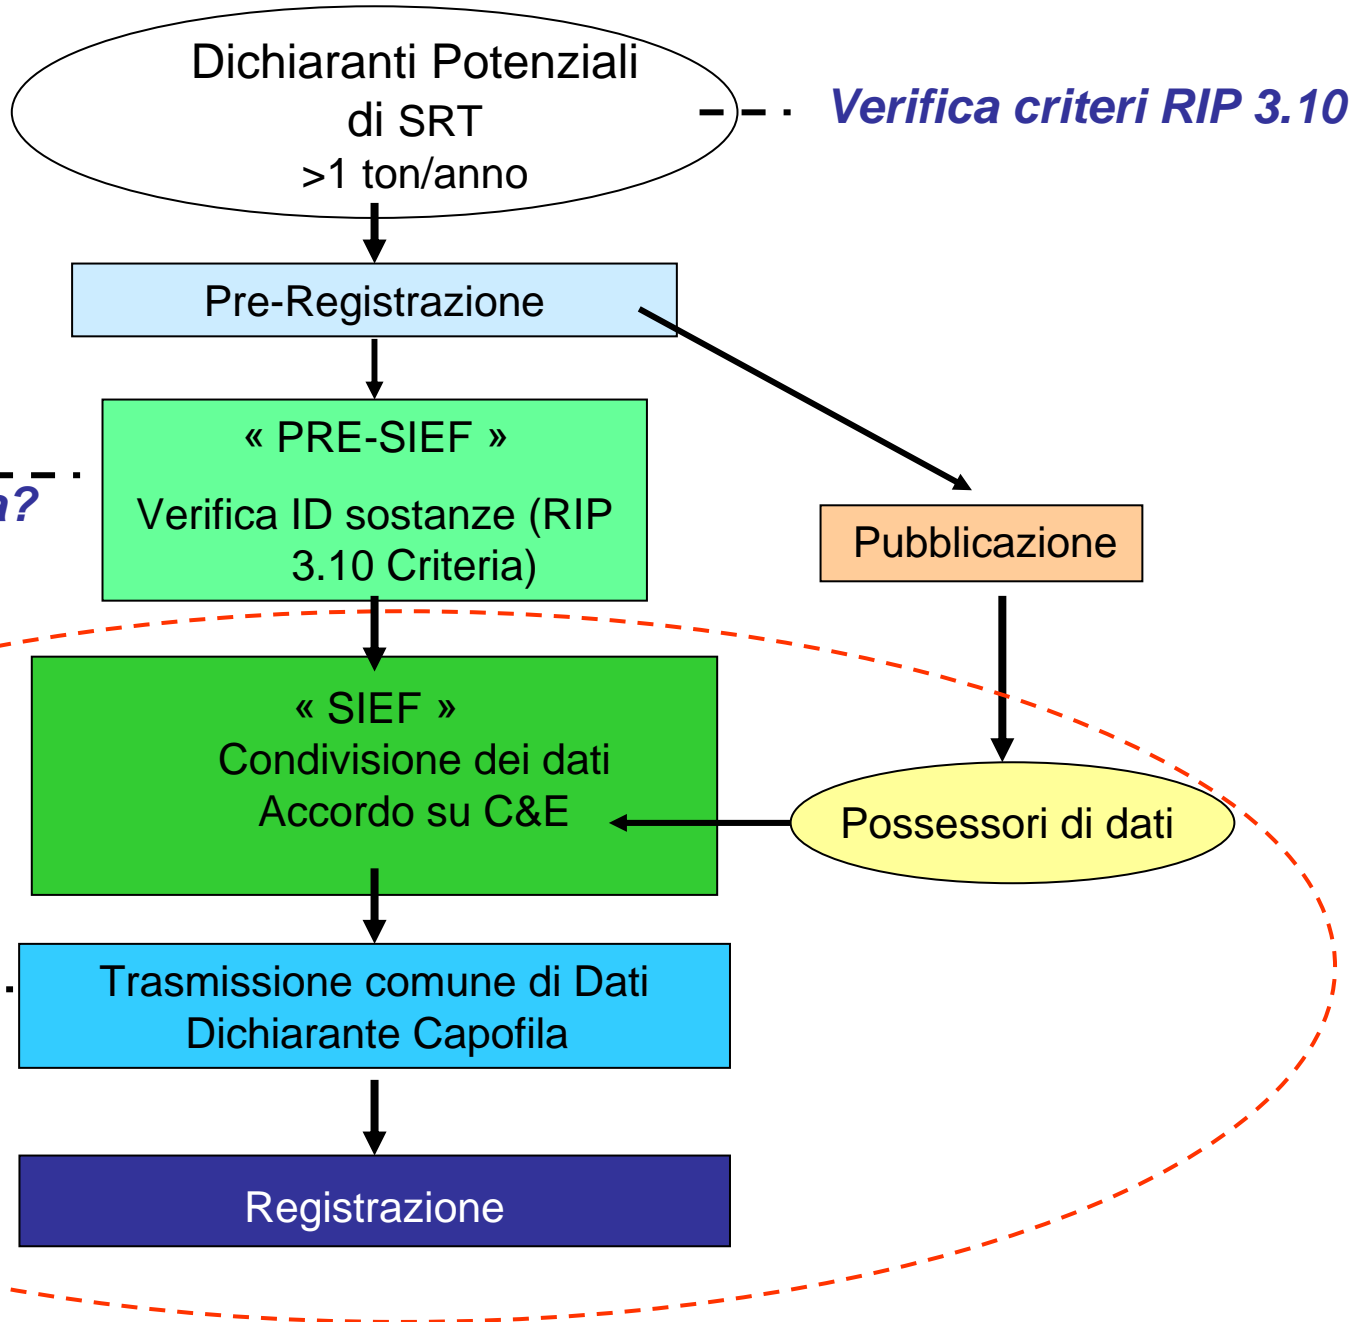 Dichiaranti Potenziali
di SRT
>1 ton/anno
Verifica criteri RIP 3.10
Pre-Registrazione
« PRE-SIEF »
Verifica ID sostanze (RIP
3.10 Criteria)
a?
Pubblicazione
« SIEF »
Condivisione dei dati
Accordo su C&E
Possessori di dati
Trasmissione comune di Dati
Dichiarante Capofila
Registrazione